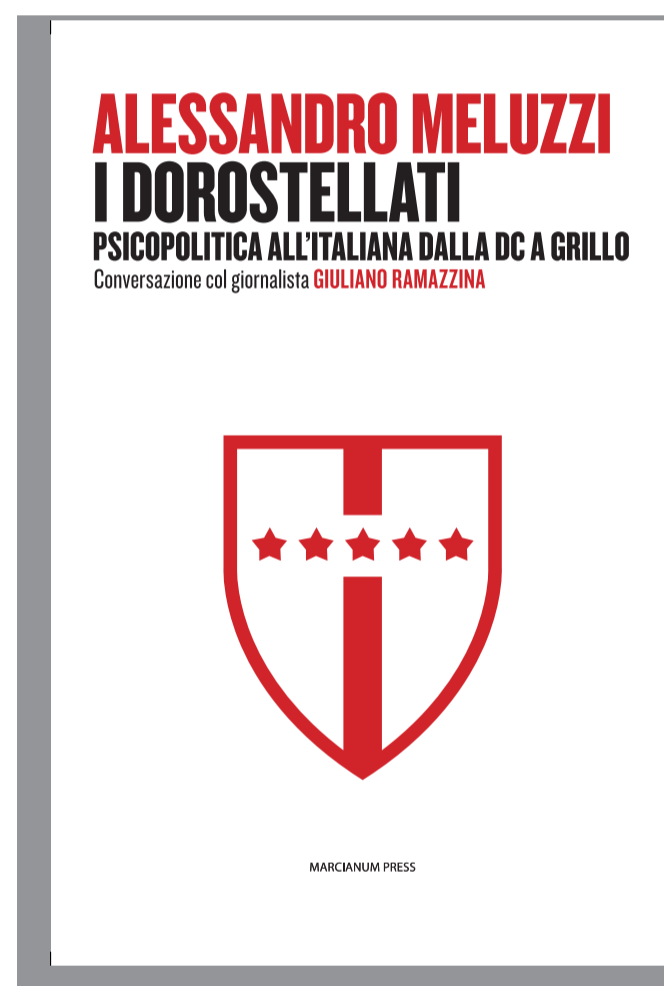 ALESSANDRO MELUZZI
I DOROSTELLATI
PSICOPOLITICA ALL'ITALIANA DALLA DC A GRILLO
Conversazione col giornalista GIULIANO RAMAZZINA
MARCIANUM PRESS